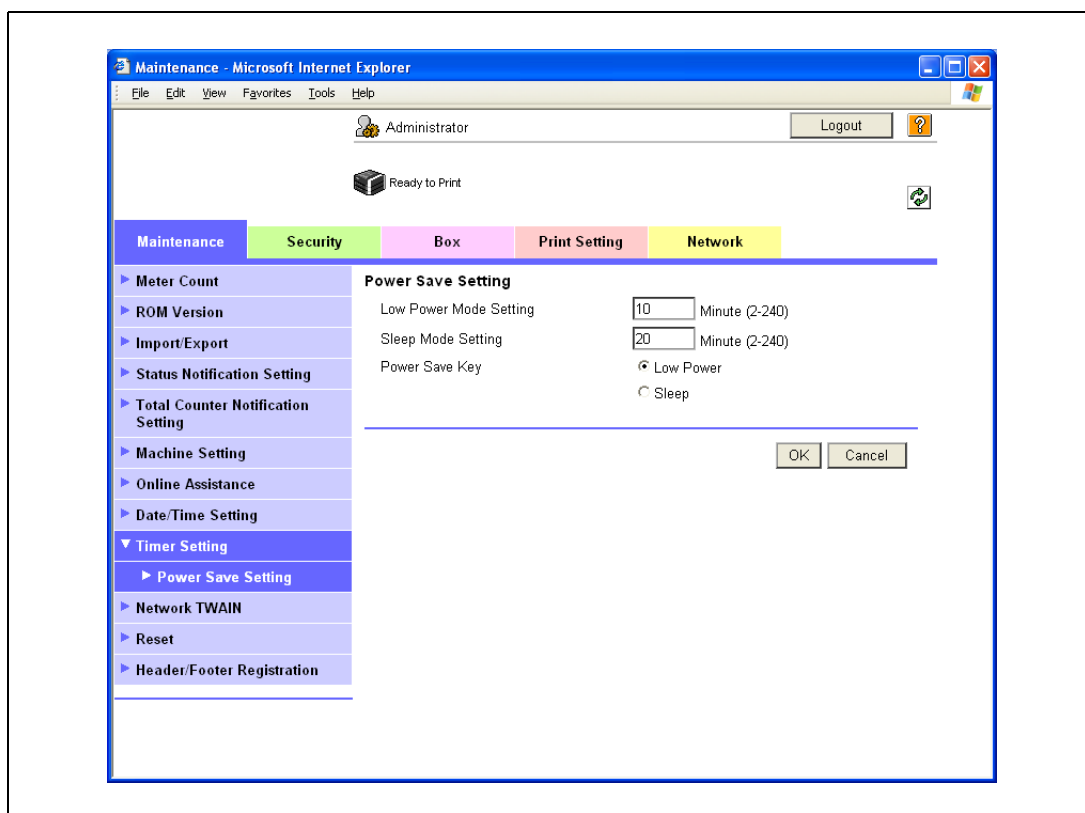 Maintenance - Microsoft Internet Explorer
File Edit View Favorites Tools Help
Administrator
Logout
?
Ready to Print
Maintenance Security Box Print Setting Network
Meter Count
ROM Version
Import/Export
Status Notification Setting
Total Counter Notification
Setting
Machine Setting
Online Assistance
Date/Time Setting
Timer Setting
Power Save Setting
Network TWAIN
Reset
Header/Footer Registration
Power Save Setting
Low Power Mode Setting 10 Minute (2-240)
Sleep Mode Setting 20 Minute (2-240)
Power Save Key Low Power
Sleep
OK Cancel